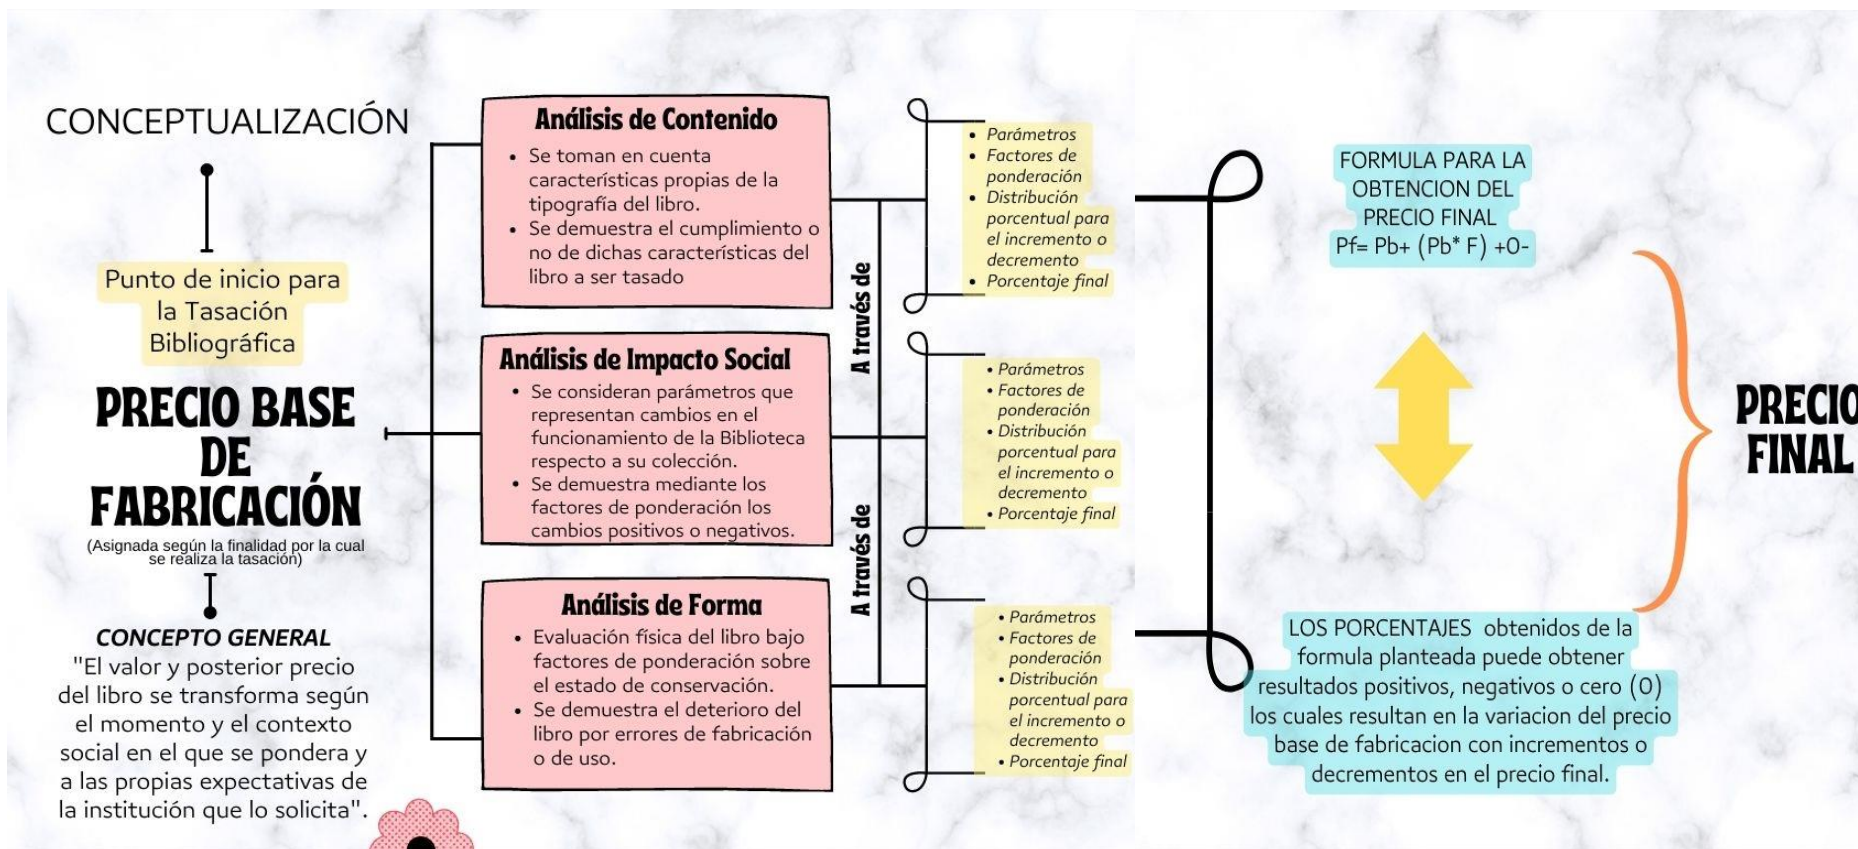 CONCEPTUALIZACIÓN
Punto de inicio para
la Tasación
Bibliográfica
PRECIO BASE
DE
FABRICACIÓN
(Asignada según la finalidad por la cual
se realiza la tasación)
CONCEPTO GENERAL
"El valor y posterior precio
del libro se transforma según
el momento y el contexto
social en el que se pondera y
a las propias expectativas de
la institución que lo solicita".
Análisis de Contenido
• Se toman en cuenta
características propias de la
tipografía del libro.
• Se demuestra el cumplimiento o
no de dichas características del
libro a ser tasado
Análisis de Impacto Social
• Se consideran parámetros que
representan cambios en el
funcionamiento de la Biblioteca
respecto a su colección.
• Se demuestra mediante los
factores de ponderación los
cambios positivos o negativos.
Análisis de Forma
• Evaluación física del libro bajo
factores de ponderación sobre
el estado de conservación.
• Se demuestra el deterioro del
libro por errores de fabricación
o de uso.
A través de
A través de
• Parámetros
• Factores de
ponderación
• Distribución
porcentual para
el incremento o
decremento
• Porcentaje final
• Parámetros
• Factores de
ponderación
• Distribución
porcentual para
el incremento o
decremento
• Porcentaje final
• Parámetros
• Factores de
ponderación
• Distribución
porcentual para
el incremento o
decremento
• Porcentaje final
FORMULA PARA LA
OBTENCION DEL
PRECIO FINAL
Pf= Pb+ (Pb* F) +0-
LOS PORCENTAJES obtenidos de la
formula planteada puede obtener
resultados positivos, negativos o cero (0)
los cuales resultan en la variacion del precio
base de fabricacion con incrementos o
decrementos en el precio final.
PRECIO
FINAL